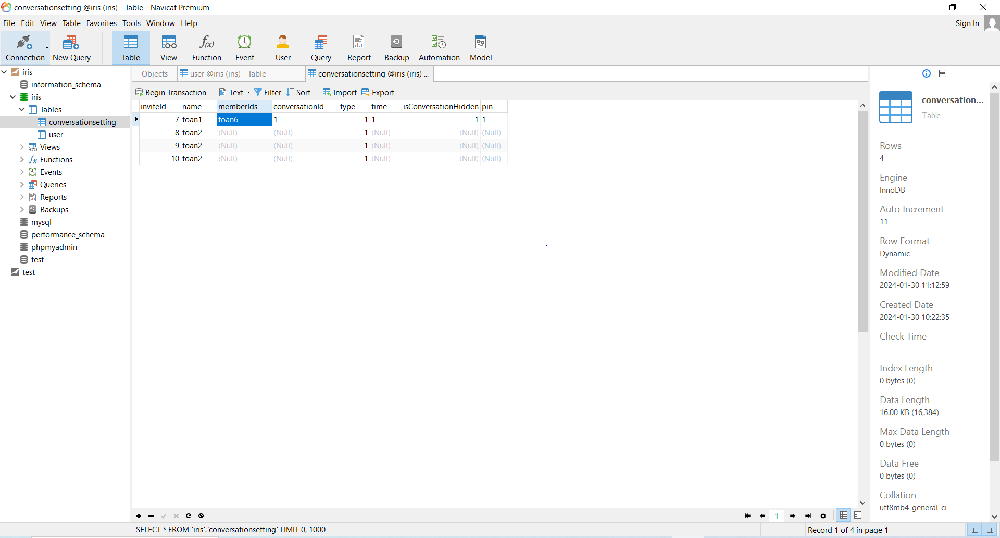 conversationsetting @iris (iris) - Table - Navicat Premium
File Edit View Table Favorites Tools Window Help
Sign In
Connection New Query Table View Function Event User Query Report Backup Automation Model
iris
information_schema
iris
Tables
conversationsetting
user
Views
Functions
Events
Queries
Reports
Backups
mysql
performance_schema
phpmyadmin
test
test
Objects user @iris (iris) - Table conversationsetting @iris (iris) ...
Begin Transaction Text Filter Sort Import Export
inviteId name memberIds conversationId type time isConversationHidden pin
7 toan1 toan6 1 1 1 1 1
8 toan2 (Null) (Null) 1 (Null) (Null) (Null)
9 toan2 (Null) (Null) 1 (Null) (Null) (Null)
10 toan2 (Null) (Null) 1 (Null) (Null) (Null)
1
SELECT * FROM `iris`.`conversationsetting` LIMIT 0, 1000
Record 1 of 4 in page 1
DDL
conversation...
Table
Rows
4
Engine
InnoDB
Auto Increment
11
Row Format
Dynamic
Modified Date
2024-01-30 11:12:59
Created Date
2024-01-30 10:22:35
Check Time
--
Index Length
0 bytes (0)
Data Length
16.00 KB (16,384)
Max Data Length
0 bytes (0)
Data Free
0 bytes (0)
Collation
utf8mb4_general_ci